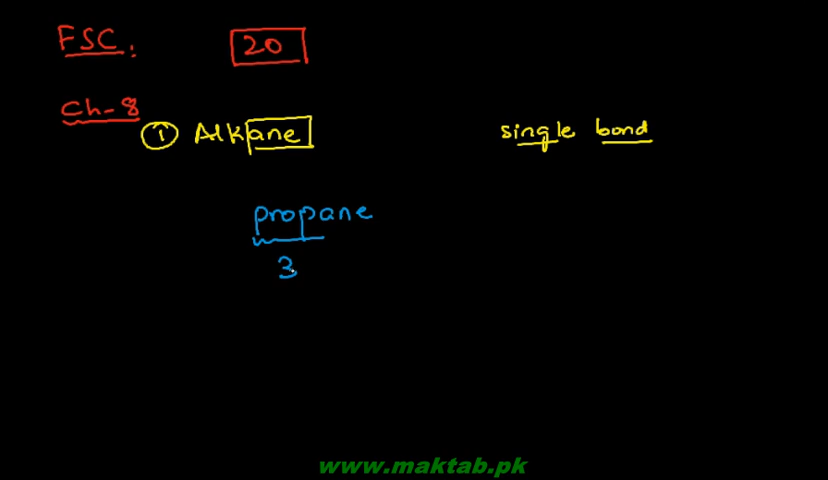 FSC. 20
Ch-8
① Alkane single bond
propane
3
www.maktab.pk